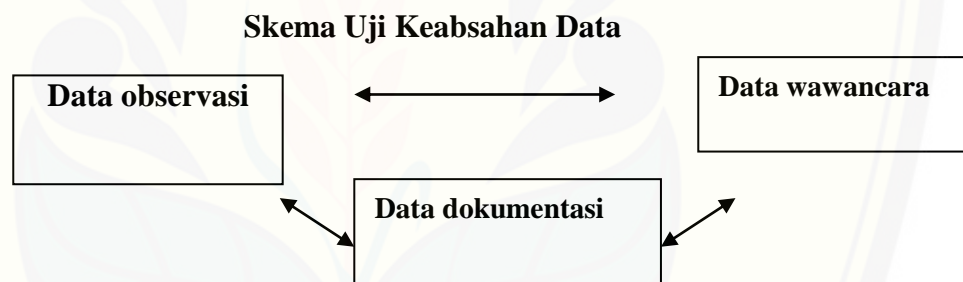 Skema Uji Keabsahan Data
Data observasi
Data wawancara
Data dokumentasi